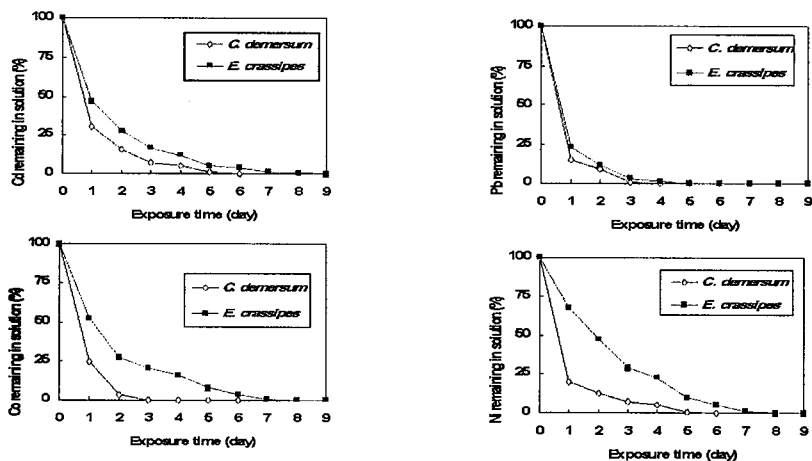 Cd remaining in solution (%)
100
75
50
25
0
C. demersum
E. crassipes
0 1 2 3 4 5 6 7 8 9
Exposure time (day)
Pb remaining in solution (%)
100
75
50
25
0
C. demersum
E. crassipes
0 1 2 3 4 5 6 7 8 9
Exposure time (day)
Co remaining in solution (%)
100
75
50
25
0
C. demersum
E. crassipes
0 1 2 3 4 5 6 7 8 9
Exposure time (day)
Ni remaining in solution (%)
100
75
50
25
0
C. demersum
E. crassipes
0 1 2 3 4 5 6 7 8 9
Exposure time (day)